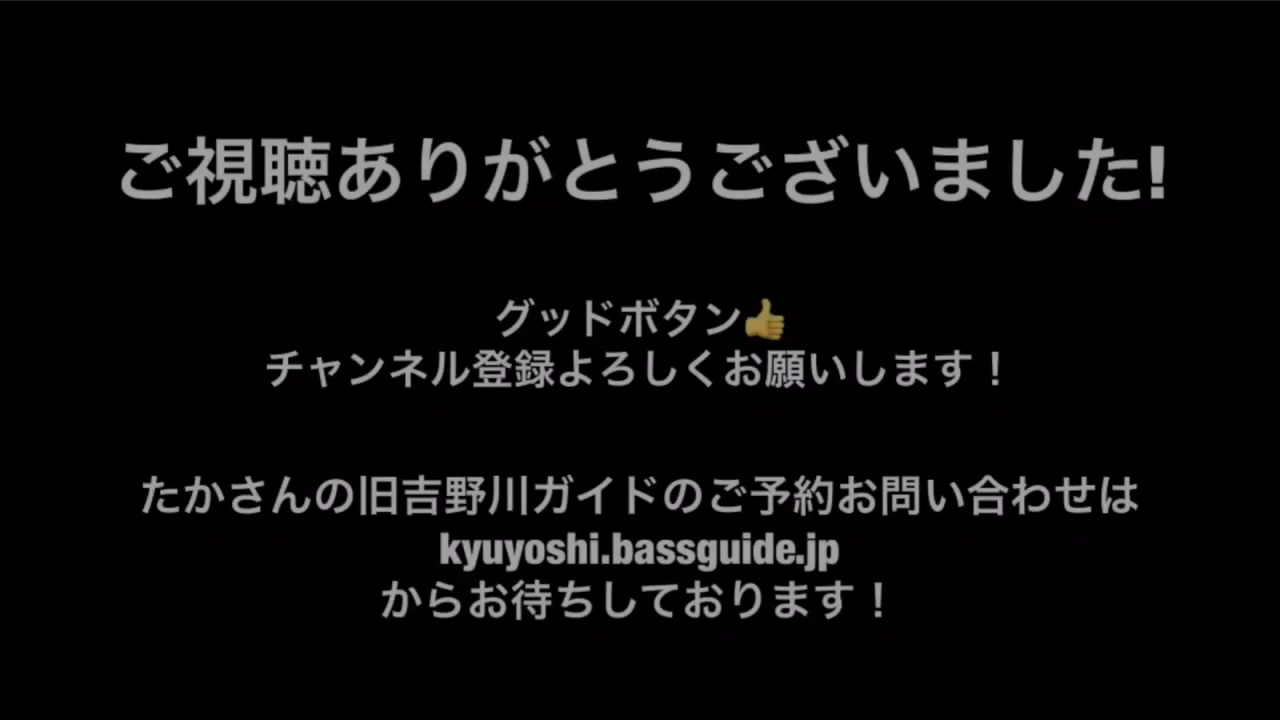 ご視聴ありがとうございました!
グッドボタン👍
チャンネル登録よろしくお願いします！
たかさんの旧吉野川ガイドのご予約お問い合わせは
kyuyoshi.bassguide.jp
からお待ちしております！